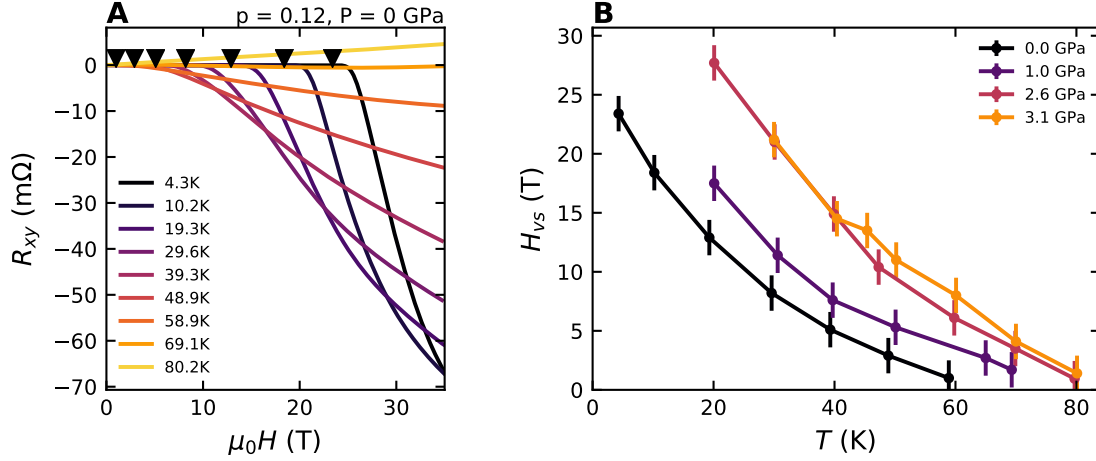 A
p = 0.12, P = 0 GPa
0
−10
−20
−30
−40
−50
−60
−70
R_xy (mΩ)
4.3K
10.2K
19.3K
29.6K
39.3K
48.9K
58.9K
69.1K
80.2K
0
10
20
30
μ₀H (T)
B
30
25
20
15
10
5
0
H_vs (T)
0.0 GPa
1.0 GPa
2.6 GPa
3.1 GPa
0
20
40
60
80
T (K)